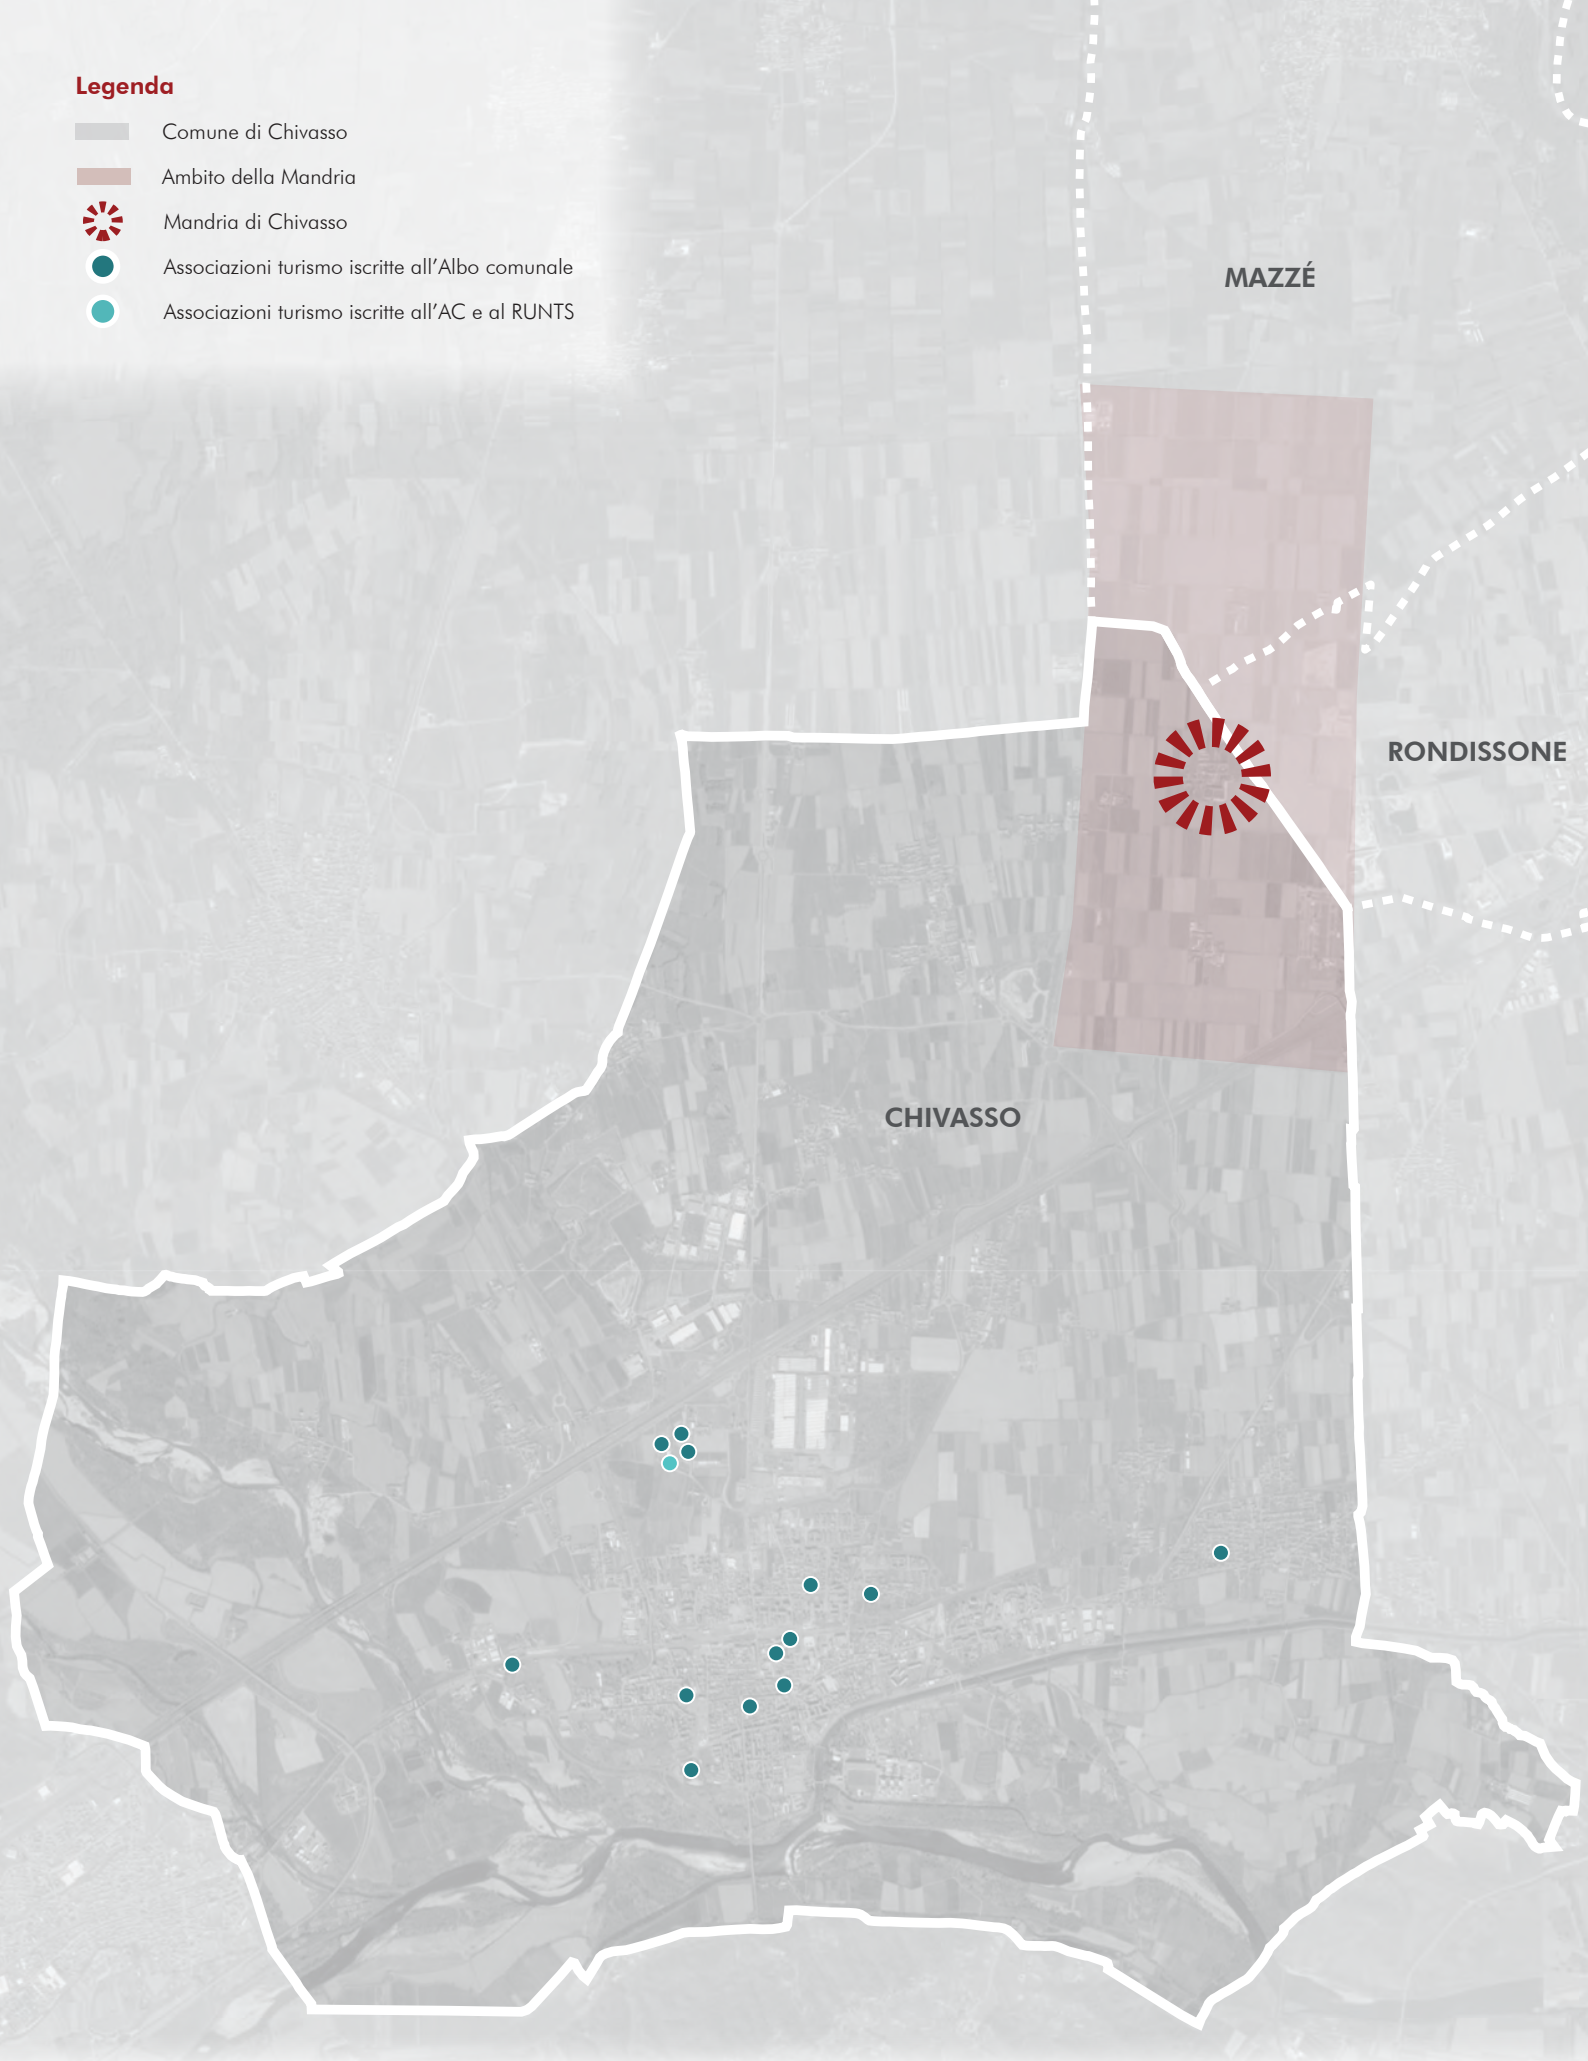 Legenda
Comune di Chivasso
Ambito della Mandria
Mandria di Chivasso
Associazioni turismo iscritte all’Albo comunale
Associazioni turismo iscritte all’AC e al RUNTS
MAZZÉ
RONDISSONE
CHIVASSO